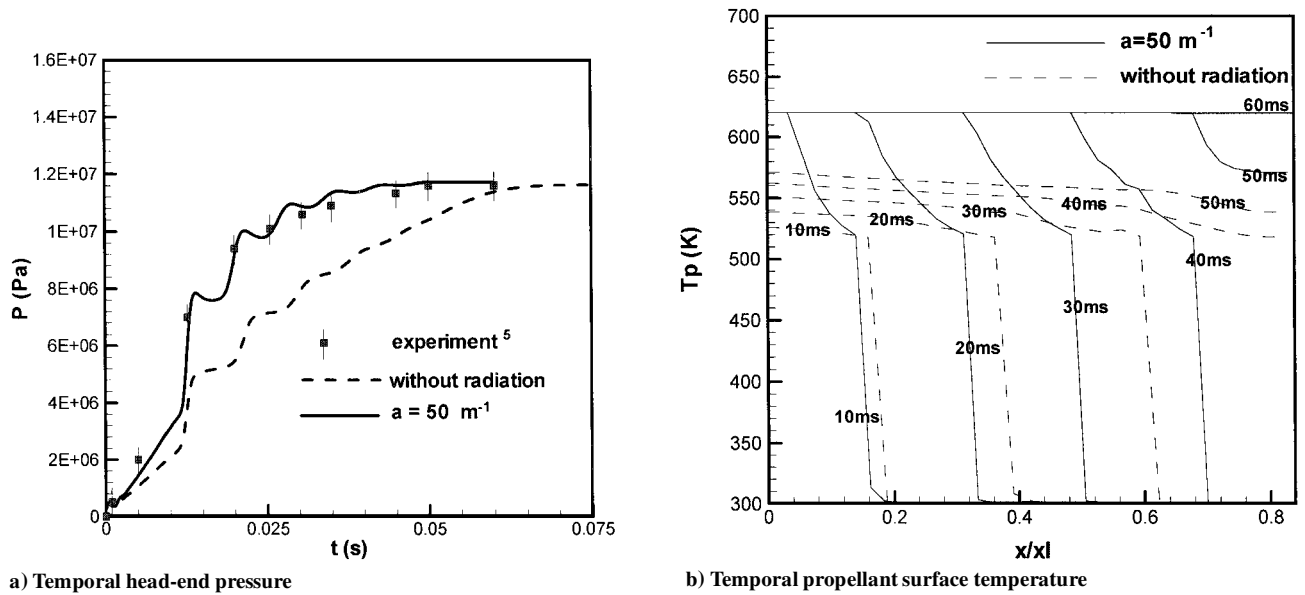 1.6E+07
1.4E+07
1.2E+07
1E+07
8E+06
6E+06
4E+06
2E+06
0
P (Pa)
experiment 5
without radiation
a = 50 m-1
0
0.025
0.05
0.075
t (s)
a) Temporal head-end pressure
700
650
600
550
500
450
400
350
300
Tp (K)
a=50 m-1
without radiation
60ms
50ms
10ms
20ms
30ms
40ms
50ms
40ms
30ms
20ms
10ms
0
0.2
0.4
0.6
0.8
x/xl
b) Temporal propellant surface temperature